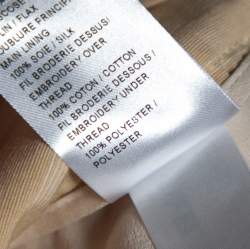 LIN / FLAX
DOUBLURE PRINCIP
MAIN LINING
100% SOIE / SILK
FIL BRODERIE DESSUS/
EMBROIDERY OVER
THREAD
100% COTON / COTTON
FIL BRODERIE DESSOUS /
EMBROIDERY UNDER
THREAD
100% POLYESTER /
POLYESTER